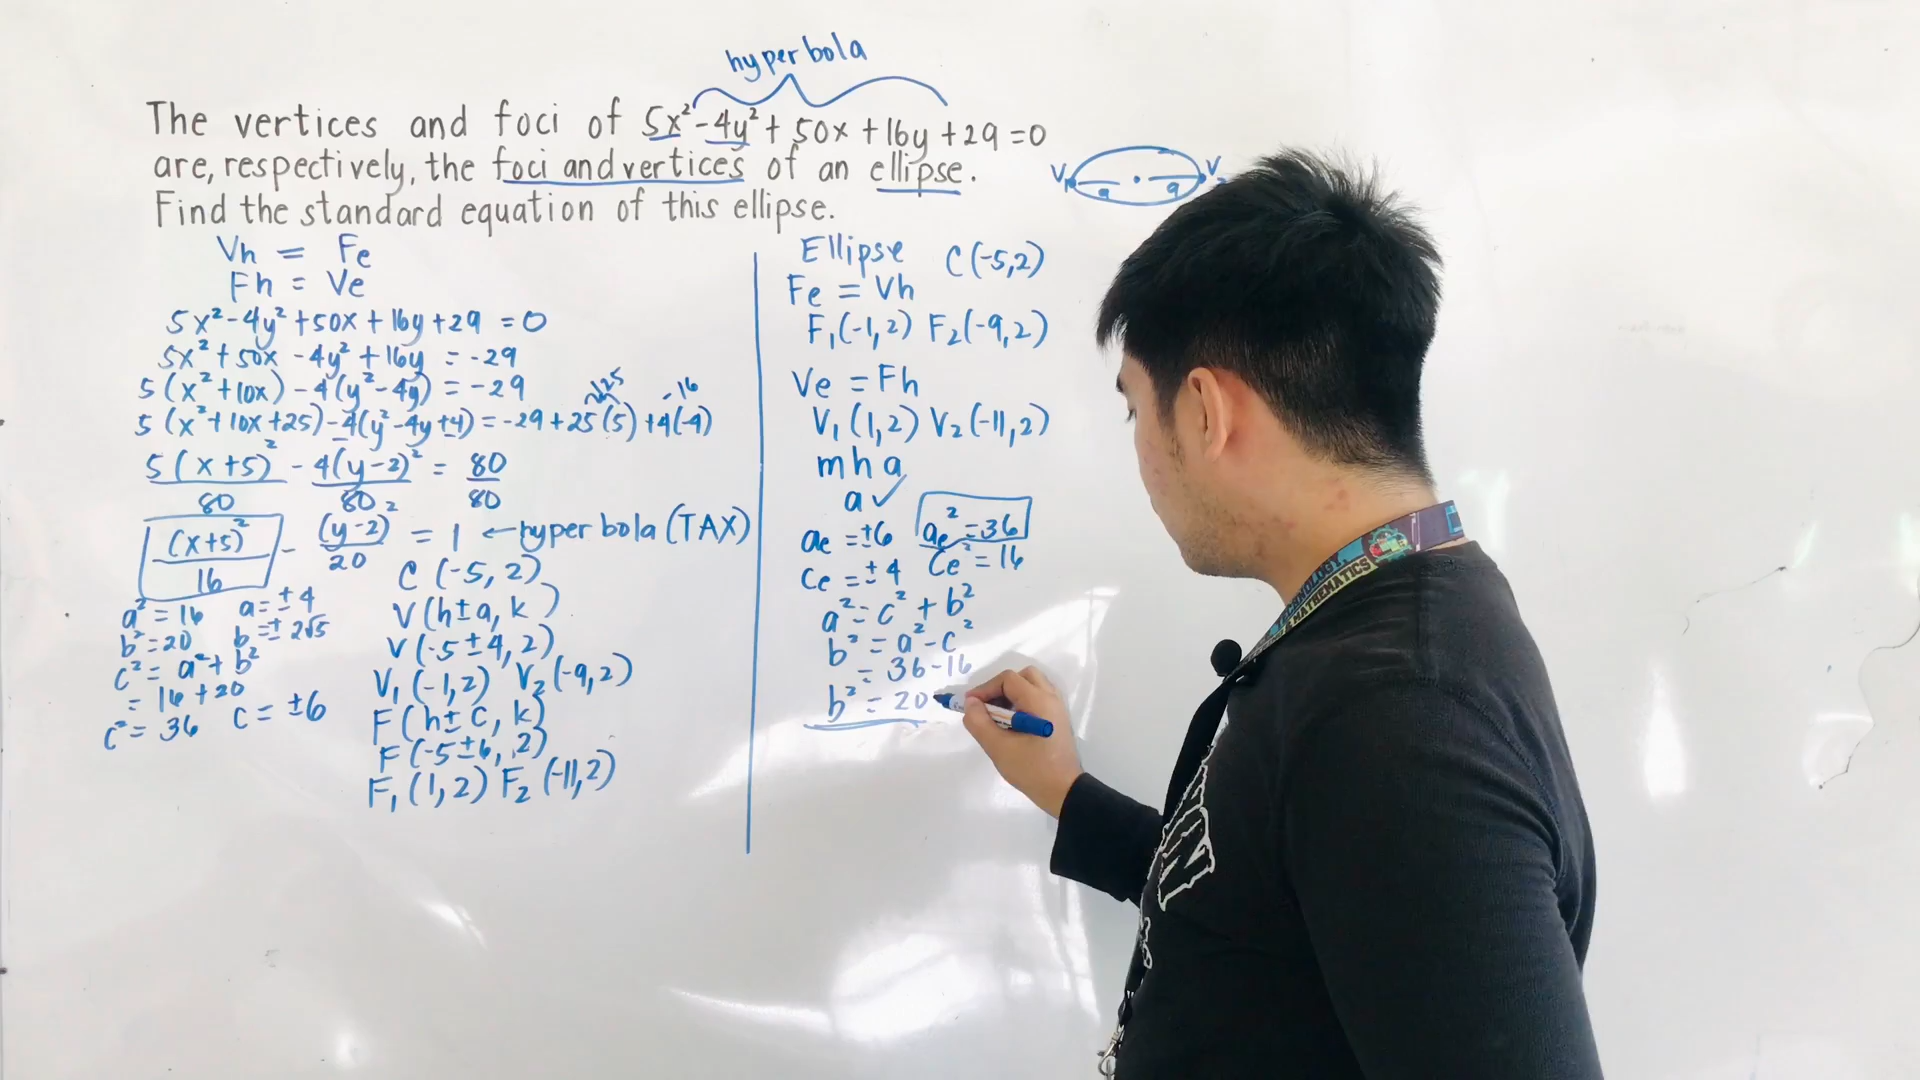 hyperbola
The vertices and foci of 5x² - 4y² + 50x + 16y + 29 = 0
are, respectively, the foci and vertices of an ellipse.
Find the standard equation of this ellipse.
Vh = Fe
Fh = Ve
5x² - 4y² + 50x + 16y + 29 = 0
5x² + 50x - 4y² + 16y = -29
5(x² + 10x) - 4(y² - 4y) = -29
125 -16
5(x² + 10x + 25) - 4(y² - 4y + 4) = -29 + 25(5) + 4(-4)
5(x+5)²/80 - 4(y-2)²/80 = 80/80
(x+5)²/16 - (y-2)²/20 = 1 ← hyperbola (TAX)
a² = 16 a = ±4
b² = 20 b = ±2√5
c² = a² + b²
= 16 + 20
c² = 36 c = ±6
C(-5, 2)
V(h±a, k)
V(-5±4, 2)
V₁(-1,2) V₂(-9,2)
F(h±c, k)
F(-5±6, 2)
F₁(1,2) F₂(-11,2)
V₁ a a V
Ellipse C(-5,2)
Fe = Vh
F₁(-1,2) F₂(-9,2)
Ve = Fh
V₁(1,2) V₂(-11,2)
m h a
a ✓
ae = ±6 ae² = 36
ce = ±4 ce² = 16
a² = c² + b²
b² = a² - c²
= 36 - 16
b² = 20
TECHNOLOGY
MATHEMATICS